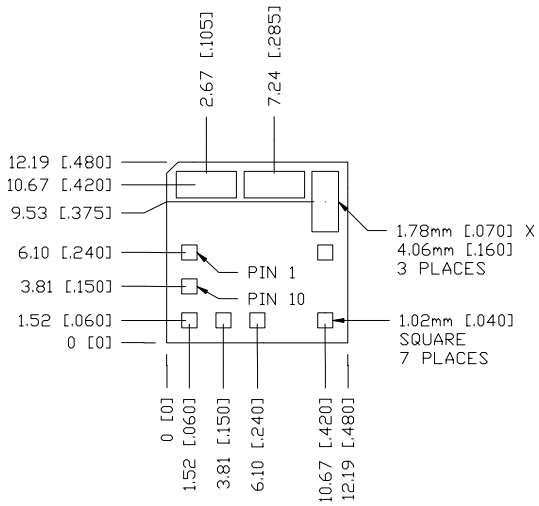 2.67 [.105]
7.24 [.285]
12.19 [.480]
10.67 [.420]
9.53 [.375]
1.78mm [.070] X
4.06mm [.160]
3 PLACES
6.10 [.240]
PIN 1
3.81 [.150]
PIN 10
1.52 [.060]
1.02mm [.040]
SQUARE
7 PLACES
0 [0]
0 [0]
1.52 [.060]
3.81 [.150]
6.10 [.240]
10.67 [.420]
12.19 [.480]